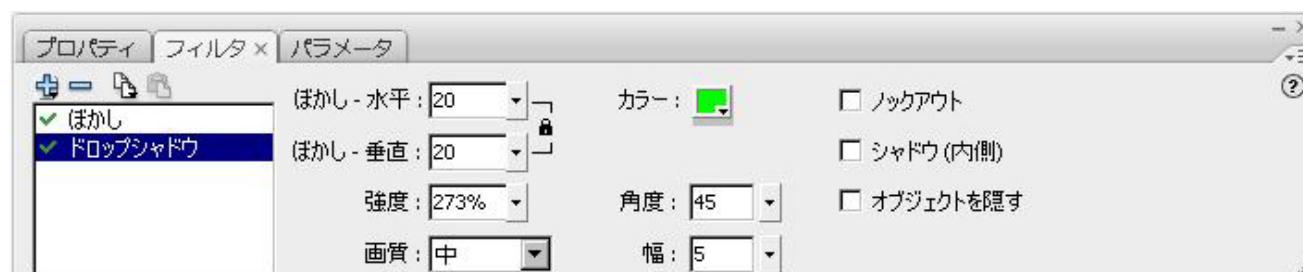 プロパティ フィルタ × パラメータ
ぼかし - 水平 : 20 カラー : ノックアウト
ぼかし
ドロップシャドウ ぼかし - 垂直 : 20 シャドウ (内側)
強度 : 273% 角度 : 45 オブジェクトを隠す
画質 : 中 幅 : 5